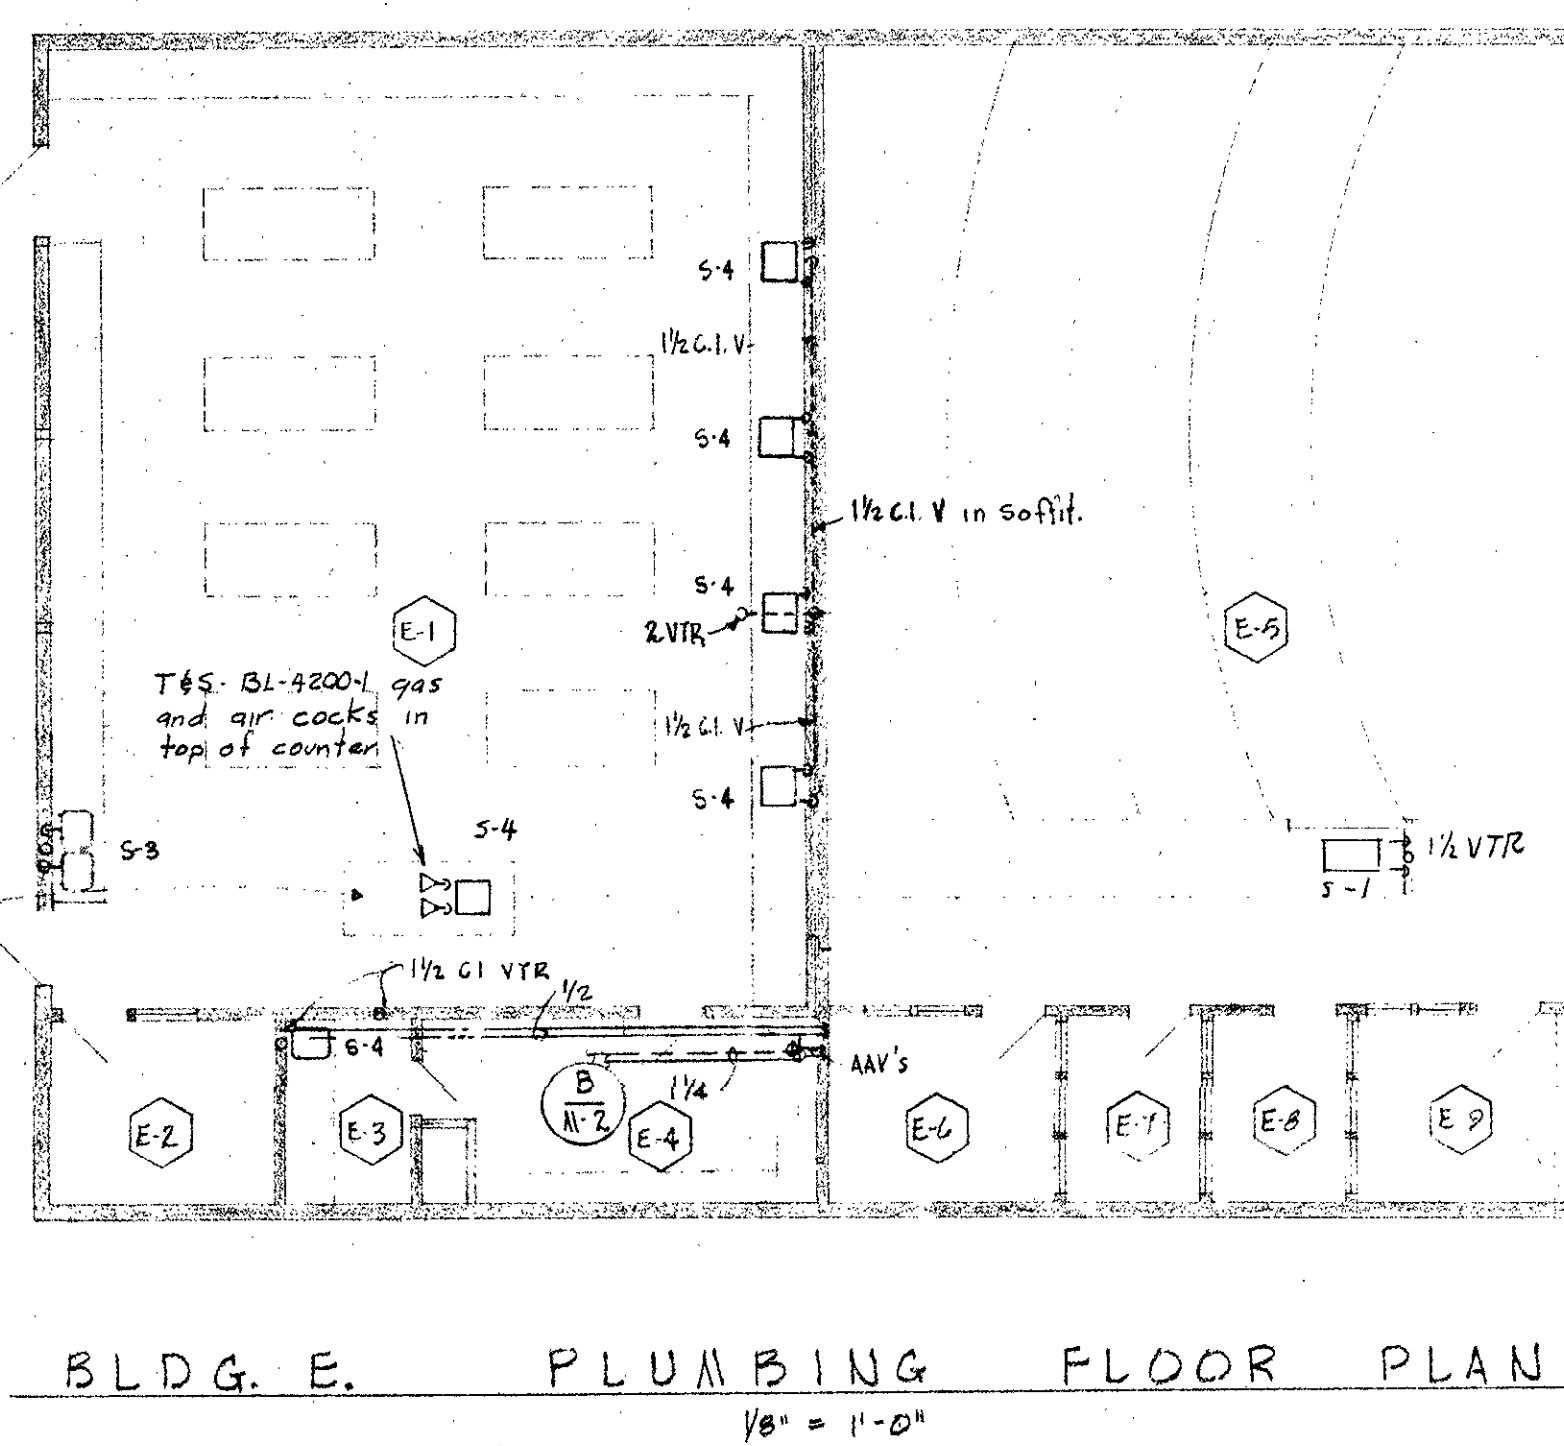 S-4
1½ C.I. V
S-4
1½ C.I. V in soffit.
S-4
2 VTR
E-1
E-5
T&S- BL-4200-1 gas
and air cocks in
top of counter
1½ C.I. V
S-4
S-4
S-3
1½ VTR
S-1
1½ CI VTR
1/2
S-4
AAV's
B
M-2
1¼
E-2
E-3
E-4
E-6
E-7
E-8
E-9
BLDG. E. PLUMBING FLOOR PLAN
1/8" = 1'-0"